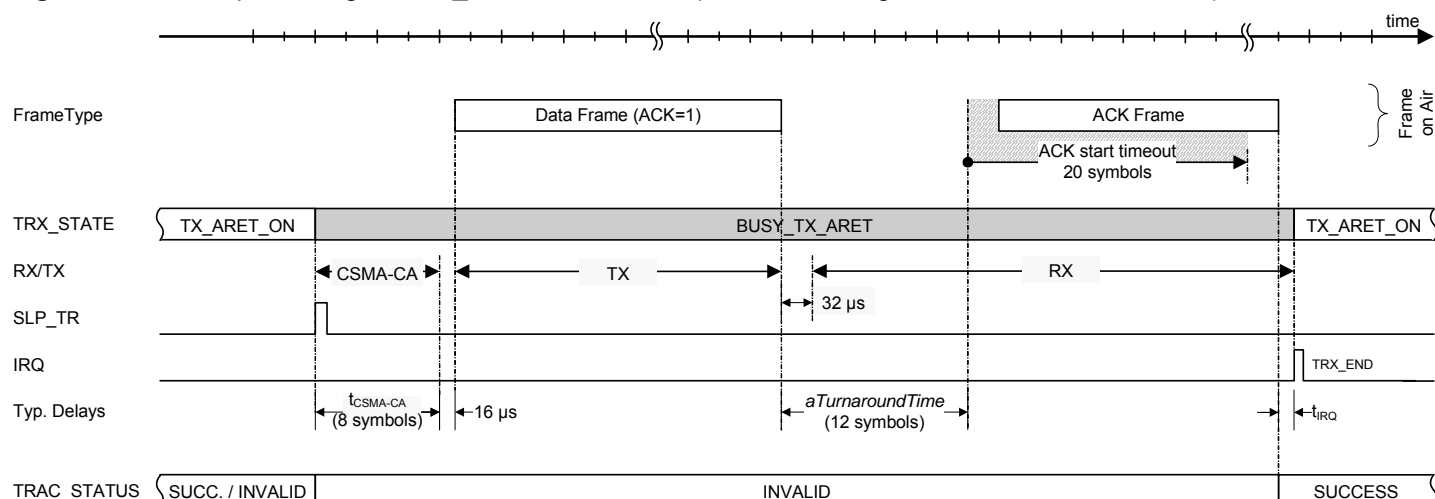 time
FrameType
Data Frame (ACK=1)
ACK Frame
Frame
on Air
ACK start timeout
20 symbols
TRX_STATE
TX_ARET_ON
BUSY_TX_ARET
TX_ARET_ON
RX/TX
CSMA-CA
TX
RX
32 µs
SLP_TR
IRQ
TRX_END
Typ. Delays
tCSMA-CA
(8 symbols)
16 µs
aTurnaroundTime
(12 symbols)
tIRQ
TRAC_STATUS
SUCC. / INVALID
INVALID
SUCCESS